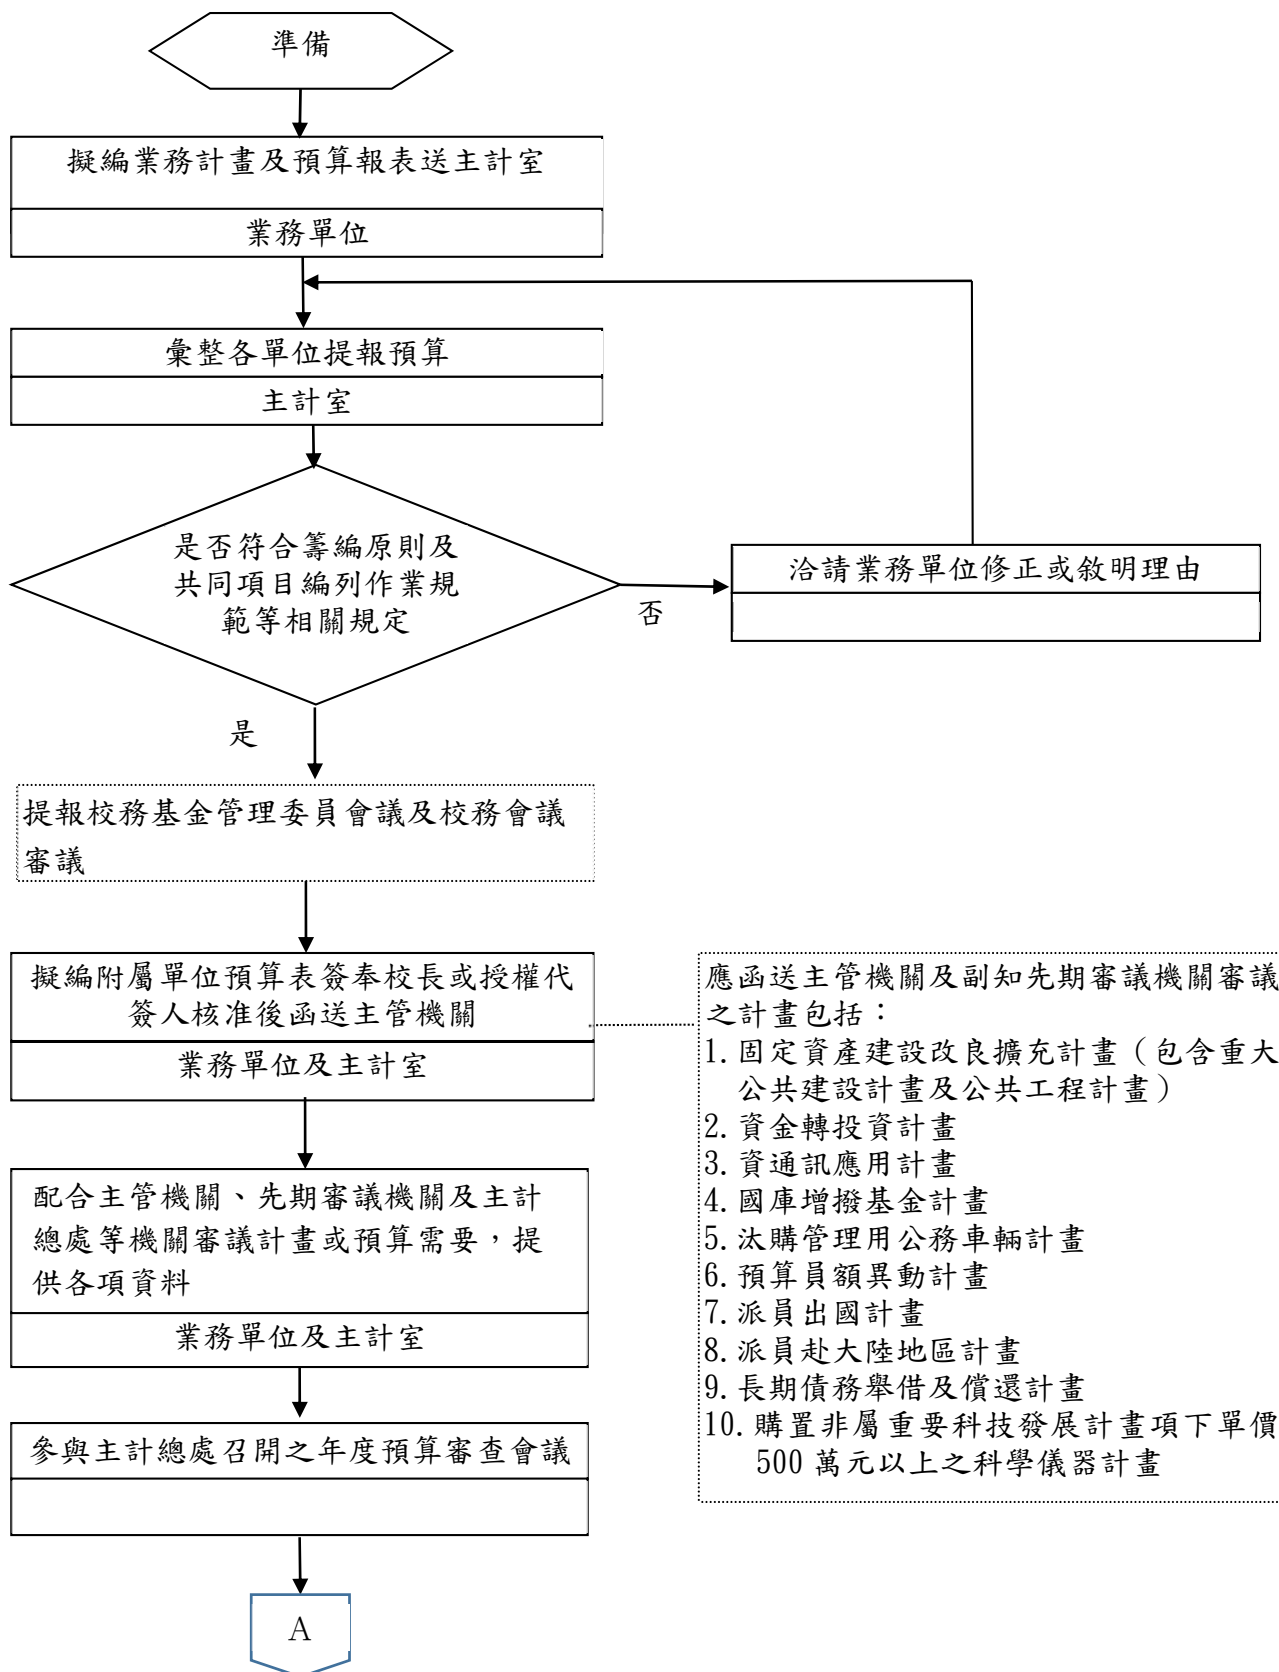 準備
擬編業務計畫及預算報表送主計室
業務單位
彙整各單位提報預算
主計室
是否符合籌編原則及
共同項目編列作業規
範等相關規定
否
洽請業務單位修正或敘明理由
是
提報校務基金管理委員會議及校務會議
審議
擬編附屬單位預算表簽奉校長或授權代
簽人核准後函送主管機關
業務單位及主計室
應函送主管機關及副知先期審議機關審議
之計畫包括：
1.固定資產建設改良擴充計畫（包含重大
公共建設計畫及公共工程計畫）
2.資金轉投資計畫
3.資通訊應用計畫
4.國庫增撥基金計畫
5.汰購管理用公務車輛計畫
6.預算員額異動計畫
7.派員出國計畫
8.派員赴大陸地區計畫
9.長期債務舉借及償還計畫
10.購置非屬重要科技發展計畫項下單價
500 萬元以上之科學儀器計畫
配合主管機關、先期審議機關及主計
總處等機關審議計畫或預算需要，提
供各項資料
業務單位及主計室
參與主計總處召開之年度預算審查會議
A